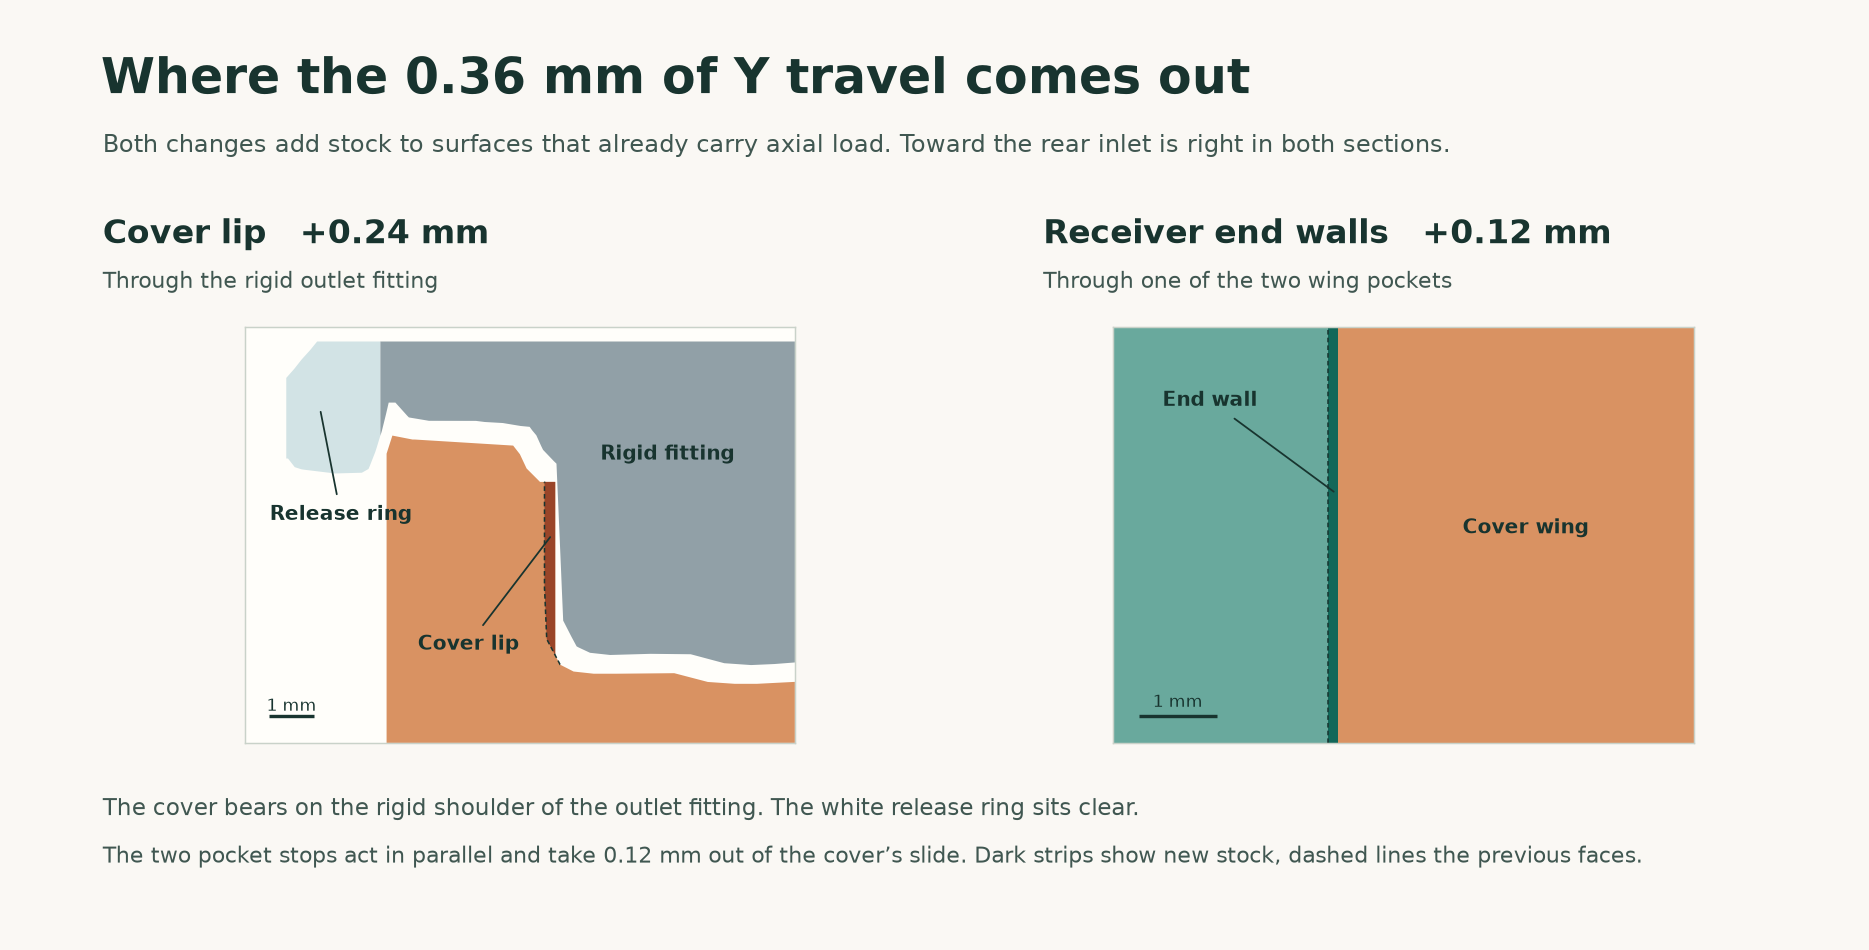 Where the 0.36 mm of Y travel comes out
Both changes add stock to surfaces that already carry axial load. Toward the rear inlet is right in both sections.
Cover lip +0.24 mm
Through the rigid outlet fitting
Release ring
Rigid fitting
Cover lip
1 mm
Receiver end walls +0.12 mm
Through one of the two wing pockets
End wall
Cover wing
1 mm
The cover bears on the rigid shoulder of the outlet fitting. The white release ring sits clear.
The two pocket stops act in parallel and take 0.12 mm out of the cover’s slide. Dark strips show new stock, dashed lines the previous faces.